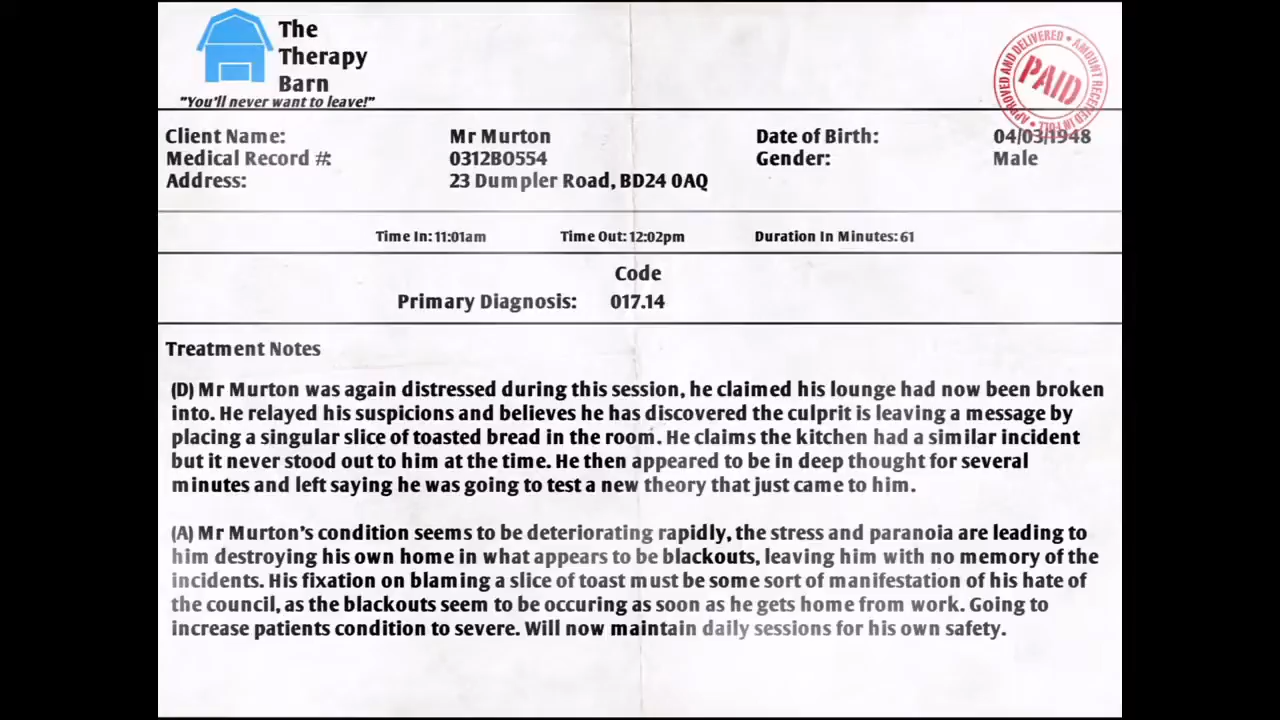 The
Therapy
Barn
"You'll never want to leave!"
APPROVED AND DELIVERED • AMOUNT RECEIVED IN FULL •
PAID
Client Name: Mr Murton Date of Birth: 04/03/1948
Medical Record #: 0312BO554 Gender: Male
Address: 23 Dumpler Road, BD24 0AQ
Time In: 11:01am Time Out: 12:02pm Duration In Minutes: 61
Code
Primary Diagnosis: 017.14
Treatment Notes
(D) Mr Murton was again distressed during this session, he claimed his lounge had now been broken
into. He relayed his suspicions and believes he has discovered the culprit is leaving a message by
placing a singular slice of toasted bread in the room. He claims the kitchen had a similar incident
but it never stood out to him at the time. He then appeared to be in deep thought for several
minutes and left saying he was going to test a new theory that just came to him.
(A) Mr Murton's condition seems to be deteriorating rapidly, the stress and paranoia are leading to
him destroying his own home in what appears to be blackouts, leaving him with no memory of the
incidents. His fixation on blaming a slice of toast must be some sort of manifestation of his hate of
the council, as the blackouts seem to be occuring as soon as he gets home from work. Going to
increase patients condition to severe. Will now maintain daily sessions for his own safety.